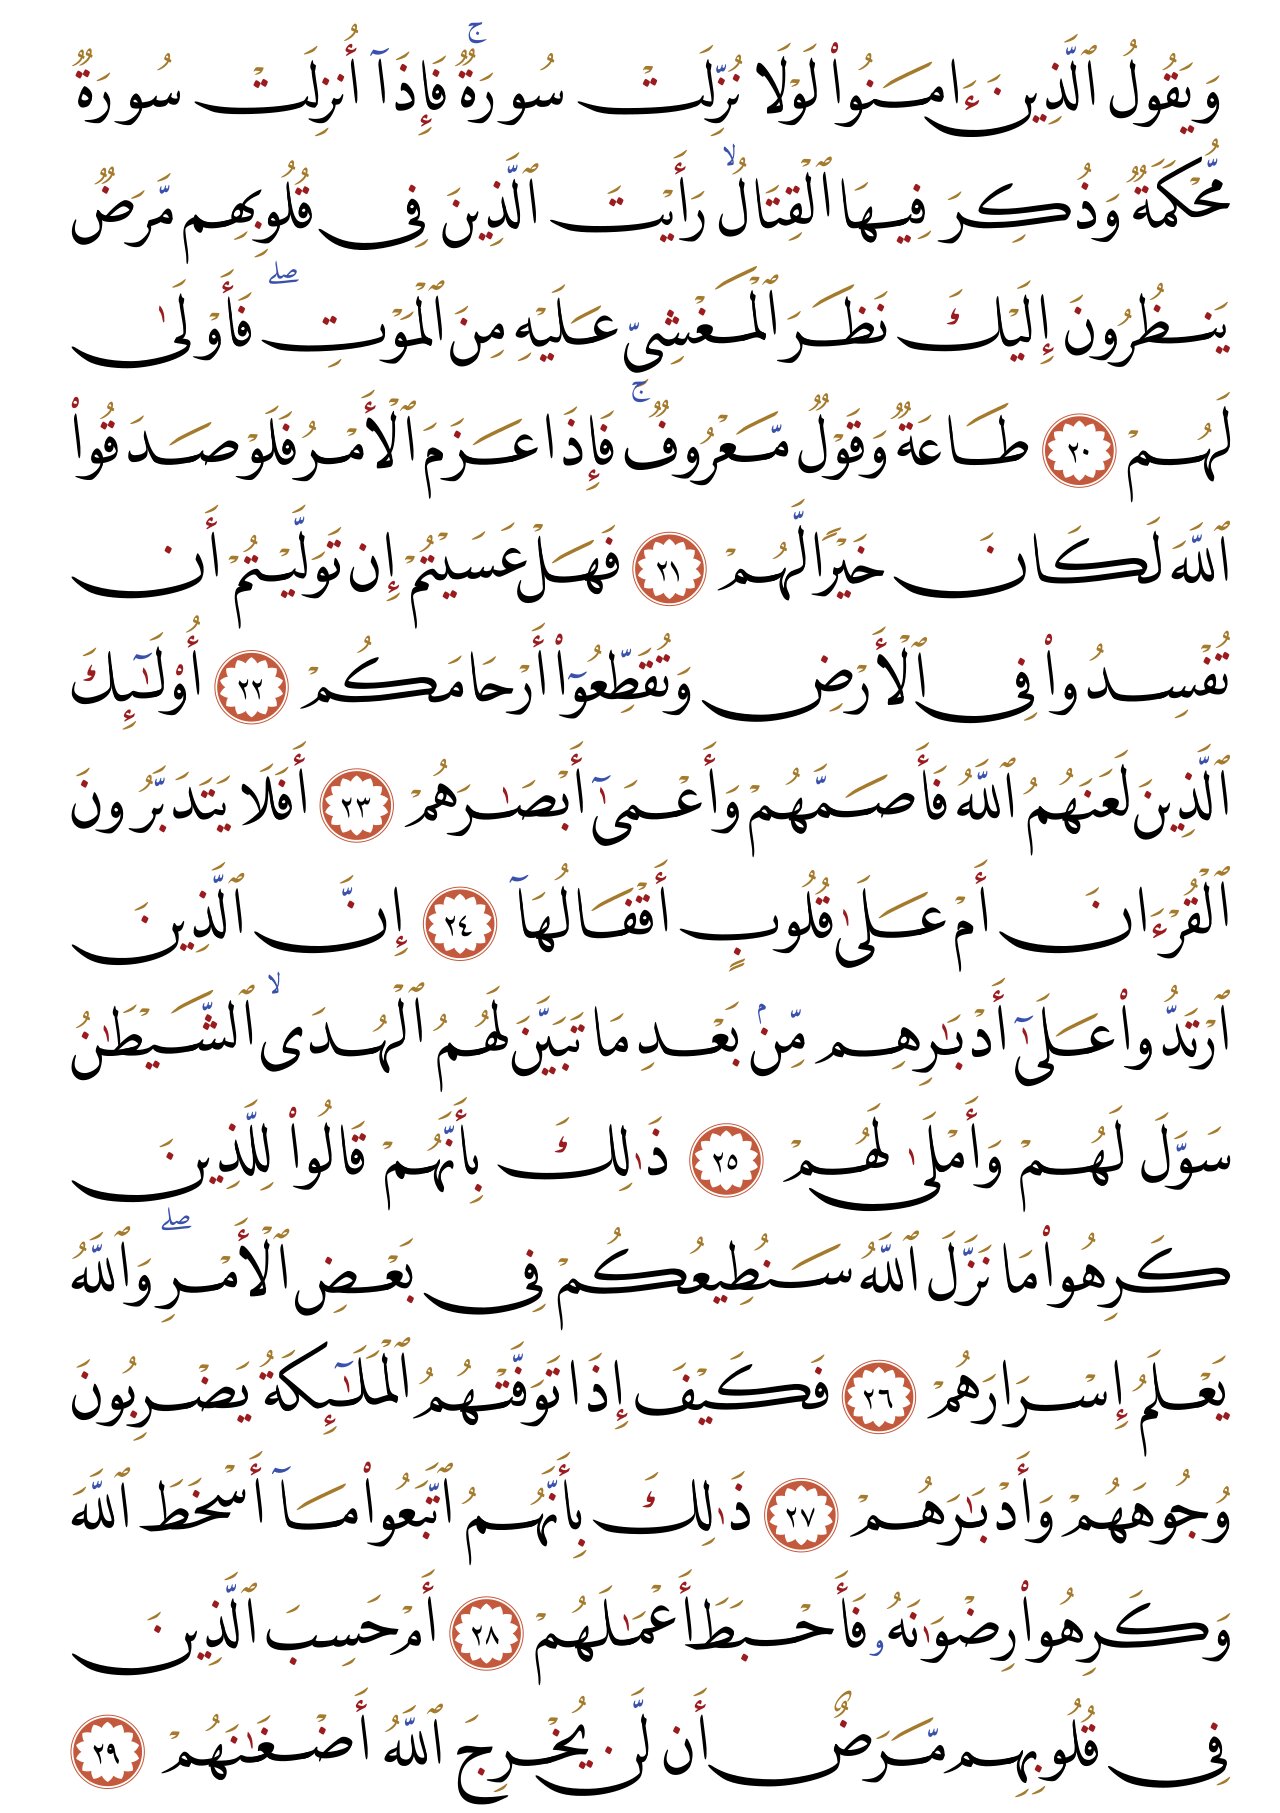 وَيَقُولُ ٱلَّذِينَ ءَامَنُوا۟ لَوْلَا نُزِّلَتْ سُورَةٌۭ ۖ فَإِذَآ أُنزِلَتْ سُورَةٌۭ
مُّحْكَمَةٌۭ وَذُكِرَ فِيهَا ٱلْقِتَالُ ۙ رَأَيْتَ ٱلَّذِينَ فِى قُلُوبِهِم مَّرَضٌۭ
يَنظُرُونَ إِلَيْكَ نَظَرَ ٱلْمَغْشِىِّ عَلَيْهِ مِنَ ٱلْمَوْتِ ۖ فَأَوْلَىٰ
لَهُمْ ٢٠ طَاعَةٌۭ وَقَوْلٌۭ مَّعْرُوفٌۭ ۚ فَإِذَا عَزَمَ ٱلْأَمْرُ فَلَوْ صَدَقُوا۟
ٱللَّهَ لَكَانَ خَيْرًۭا لَّهُمْ ٢١ فَهَلْ عَسَيْتُمْ إِن تَوَلَّيْتُمْ أَن
تُفْسِدُوا۟ فِى ٱلْأَرْضِ وَتُقَطِّعُوٓا۟ أَرْحَامَكُمْ ٢٢ أُو۟لَـٰٓئِكَ
ٱلَّذِينَ لَعَنَهُمُ ٱللَّهُ فَأَصَمَّهُمْ وَأَعْمَىٰٓ أَبْصَـٰرَهُمْ ٢٣ أَفَلَا يَتَدَبَّرُونَ
ٱلْقُرْءَانَ أَمْ عَلَىٰ قُلُوبٍ أَقْفَالُهَآ ٢٤ إِنَّ ٱلَّذِينَ
ٱرْتَدُّوا۟ عَلَىٰٓ أَدْبَـٰرِهِم مِّنۢ بَعْدِ مَا تَبَيَّنَ لَهُمُ ٱلْهُدَى ۙ ٱلشَّيْطَـٰنُ
سَوَّلَ لَهُمْ وَأَمْلَىٰ لَهُمْ ٢٥ ذَٰلِكَ بِأَنَّهُمْ قَالُوا۟ لِلَّذِينَ
كَرِهُوا۟ مَا نَزَّلَ ٱللَّهُ سَنُطِيعُكُمْ فِى بَعْضِ ٱلْأَمْرِ ۖ وَٱللَّهُ
يَعْلَمُ إِسْرَارَهُمْ ٢٦ فَكَيْفَ إِذَا تَوَفَّتْهُمُ ٱلْمَلَـٰٓئِكَةُ يَضْرِبُونَ
وُجُوهَهُمْ وَأَدْبَـٰرَهُمْ ٢٧ ذَٰلِكَ بِأَنَّهُمُ ٱتَّبَعُوا۟ مَآ أَسْخَطَ ٱللَّهَ
وَكَرِهُوا۟ رِضْوَٰنَهُۥ فَأَحْبَطَ أَعْمَـٰلَهُمْ ٢٨ أَمْ حَسِبَ ٱلَّذِينَ
فِى قُلُوبِهِم مَّرَضٌ أَن لَّن يُخْرِجَ ٱللَّهُ أَضْغَـٰنَهُمْ ٢٩